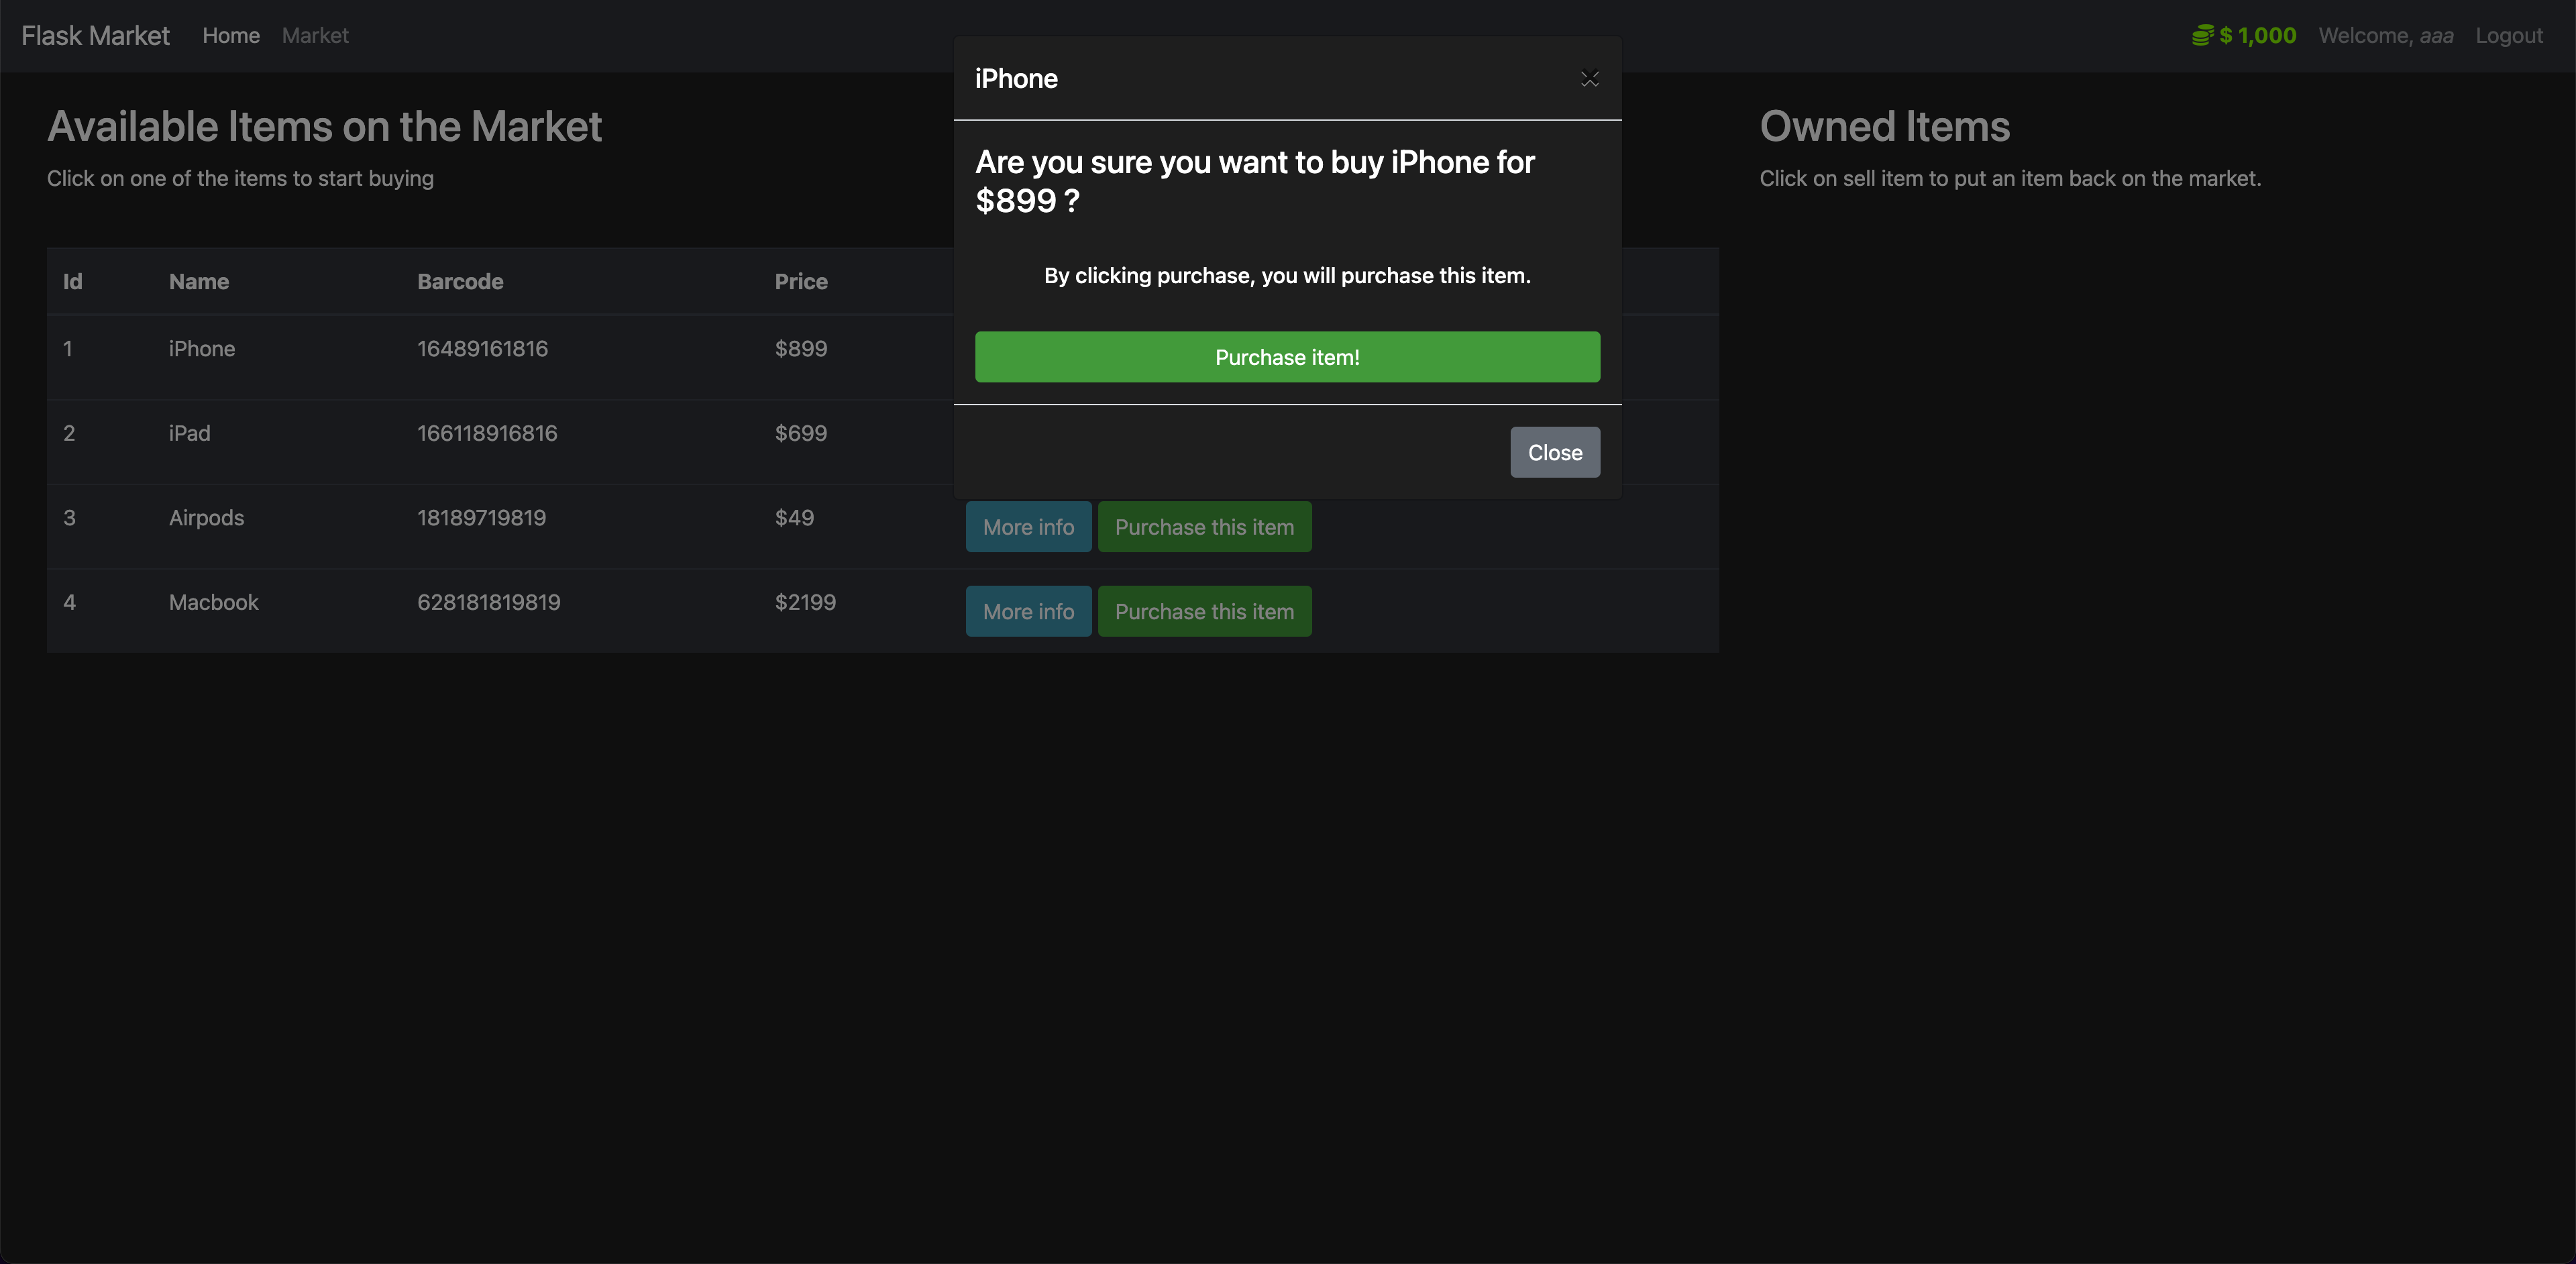 Flask Market Home Market $ 1,000 Welcome, aaa Logout
iPhone ×
Are you sure you want to buy iPhone for
$899 ?
By clicking purchase, you will purchase this item.
Purchase item!
Close
Available Items on the Market
Click on one of the items to start buying
Id Name Barcode Price
1 iPhone 16489161816 $899
2 iPad 166118916816 $699
3 Airpods 18189719819 $49 More info Purchase this item
4 Macbook 628181819819 $2199 More info Purchase this item
Owned Items
Click on sell item to put an item back on the market.